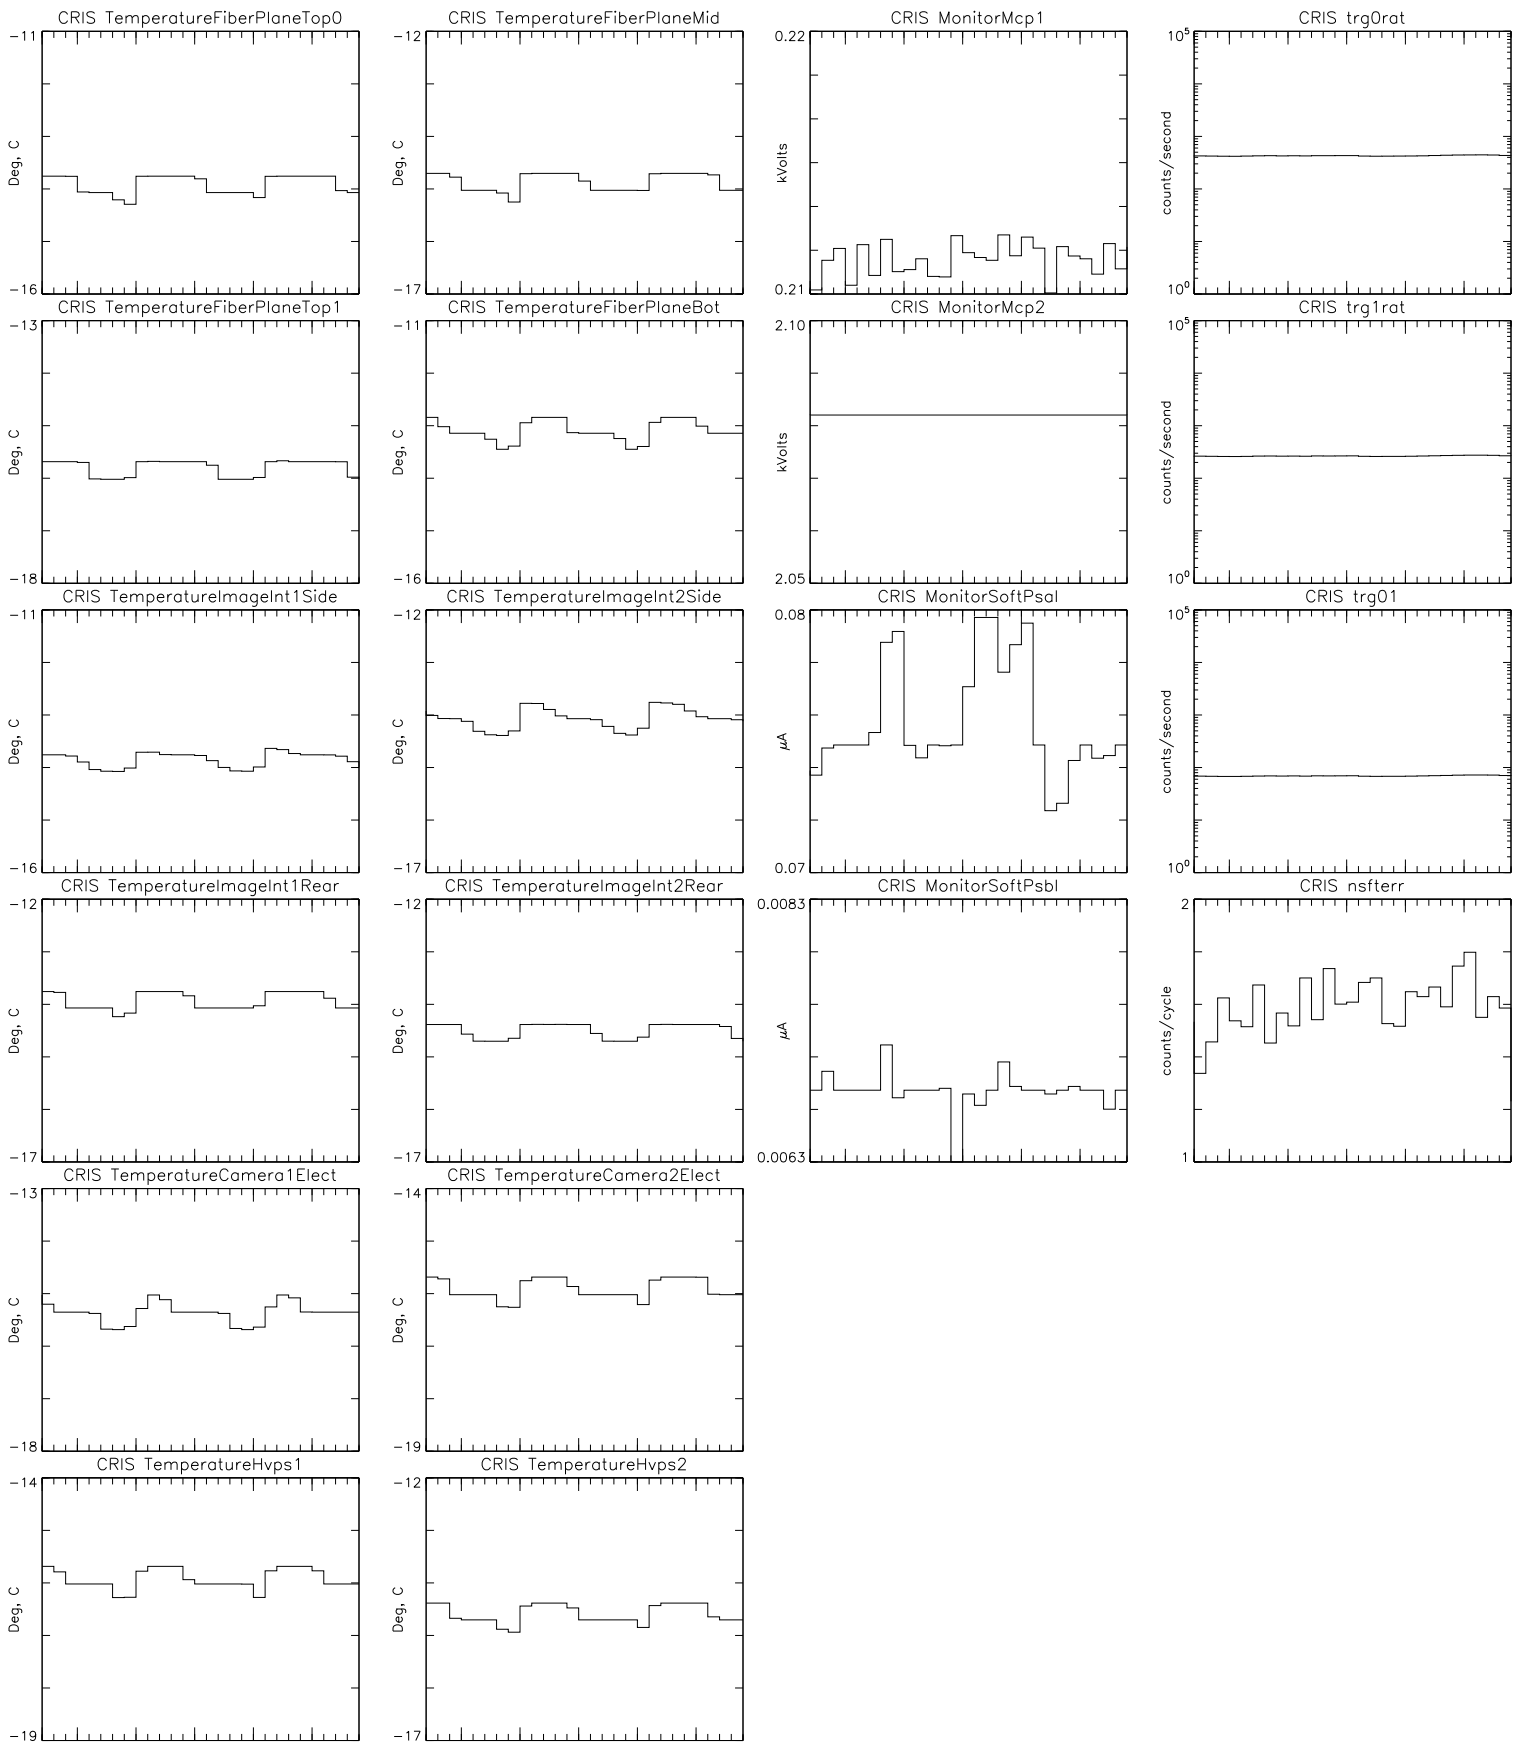 CRIS TemperatureFiberPlaneTop0
CRIS TemperatureFiberPlaneMid
CRIS MonitorMcp1
CRIS trg0rat
-11
Deg, C
-16
-12
Deg, C
-17
0.22
kVolts
0.21
10^5
counts/second
10^0
CRIS TemperatureFiberPlaneTop1
CRIS TemperatureFiberPlaneBot
CRIS MonitorMcp2
CRIS trg1rat
-13
Deg, C
-18
-11
Deg, C
-16
2.10
kVolts
2.05
10^5
counts/second
10^0
CRIS TemperatureImageInt1Side
CRIS TemperatureImageInt2Side
CRIS MonitorSoftPsaI
CRIS trg01
-11
Deg, C
-16
-12
Deg, C
-17
0.08
μA
0.07
10^5
counts/second
10^0
CRIS TemperatureImageInt1Rear
CRIS TemperatureImageInt2Rear
CRIS MonitorSoftPsbI
CRIS nsfterr
-12
Deg, C
-17
-12
Deg, C
-17
0.0083
μA
0.0063
2
counts/cycle
1
CRIS TemperatureCamera1Elect
CRIS TemperatureCamera2Elect
-13
Deg, C
-18
-14
Deg, C
-19
CRIS TemperatureHvps1
CRIS TemperatureHvps2
-14
Deg, C
-19
-12
Deg, C
-17